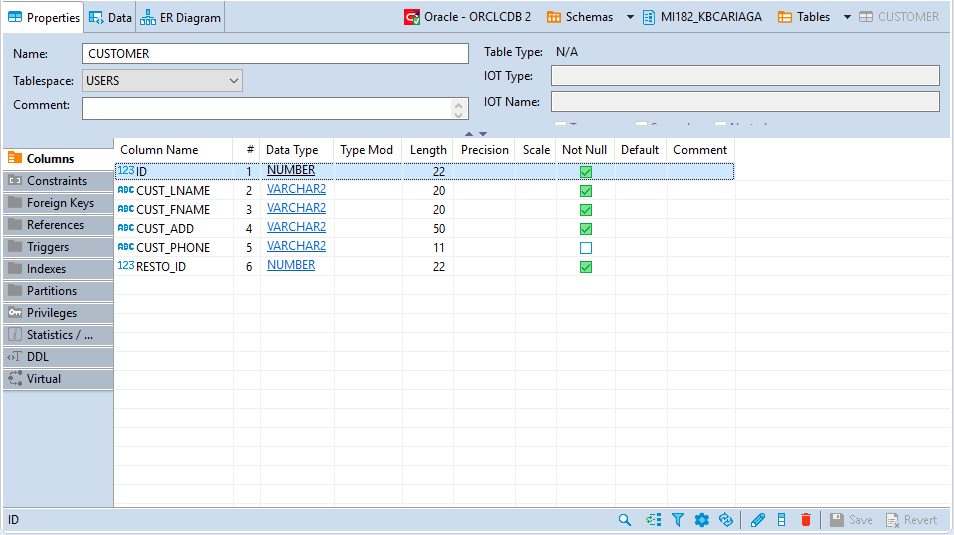 Properties Data ER Diagram Oracle - ORCLCDB 2 Schemas MI182_KBCARIAGA Tables CUSTOMER
Name: CUSTOMER Table Type: N/A
Tablespace: USERS IOT Type:
Comment: IOT Name:
Column Name # Data Type Type Mod Length Precision Scale Not Null Default Comment
123 ID 1 NUMBER 22
ABC CUST_LNAME 2 VARCHAR2 20
ABC CUST_FNAME 3 VARCHAR2 20
ABC CUST_ADD 4 VARCHAR2 50
ABC CUST_PHONE 5 VARCHAR2 11
123 RESTO_ID 6 NUMBER 22
Columns
Constraints
Foreign Keys
References
Triggers
Indexes
Partitions
Privileges
Statistics / ...
DDL
Virtual
ID Save Revert